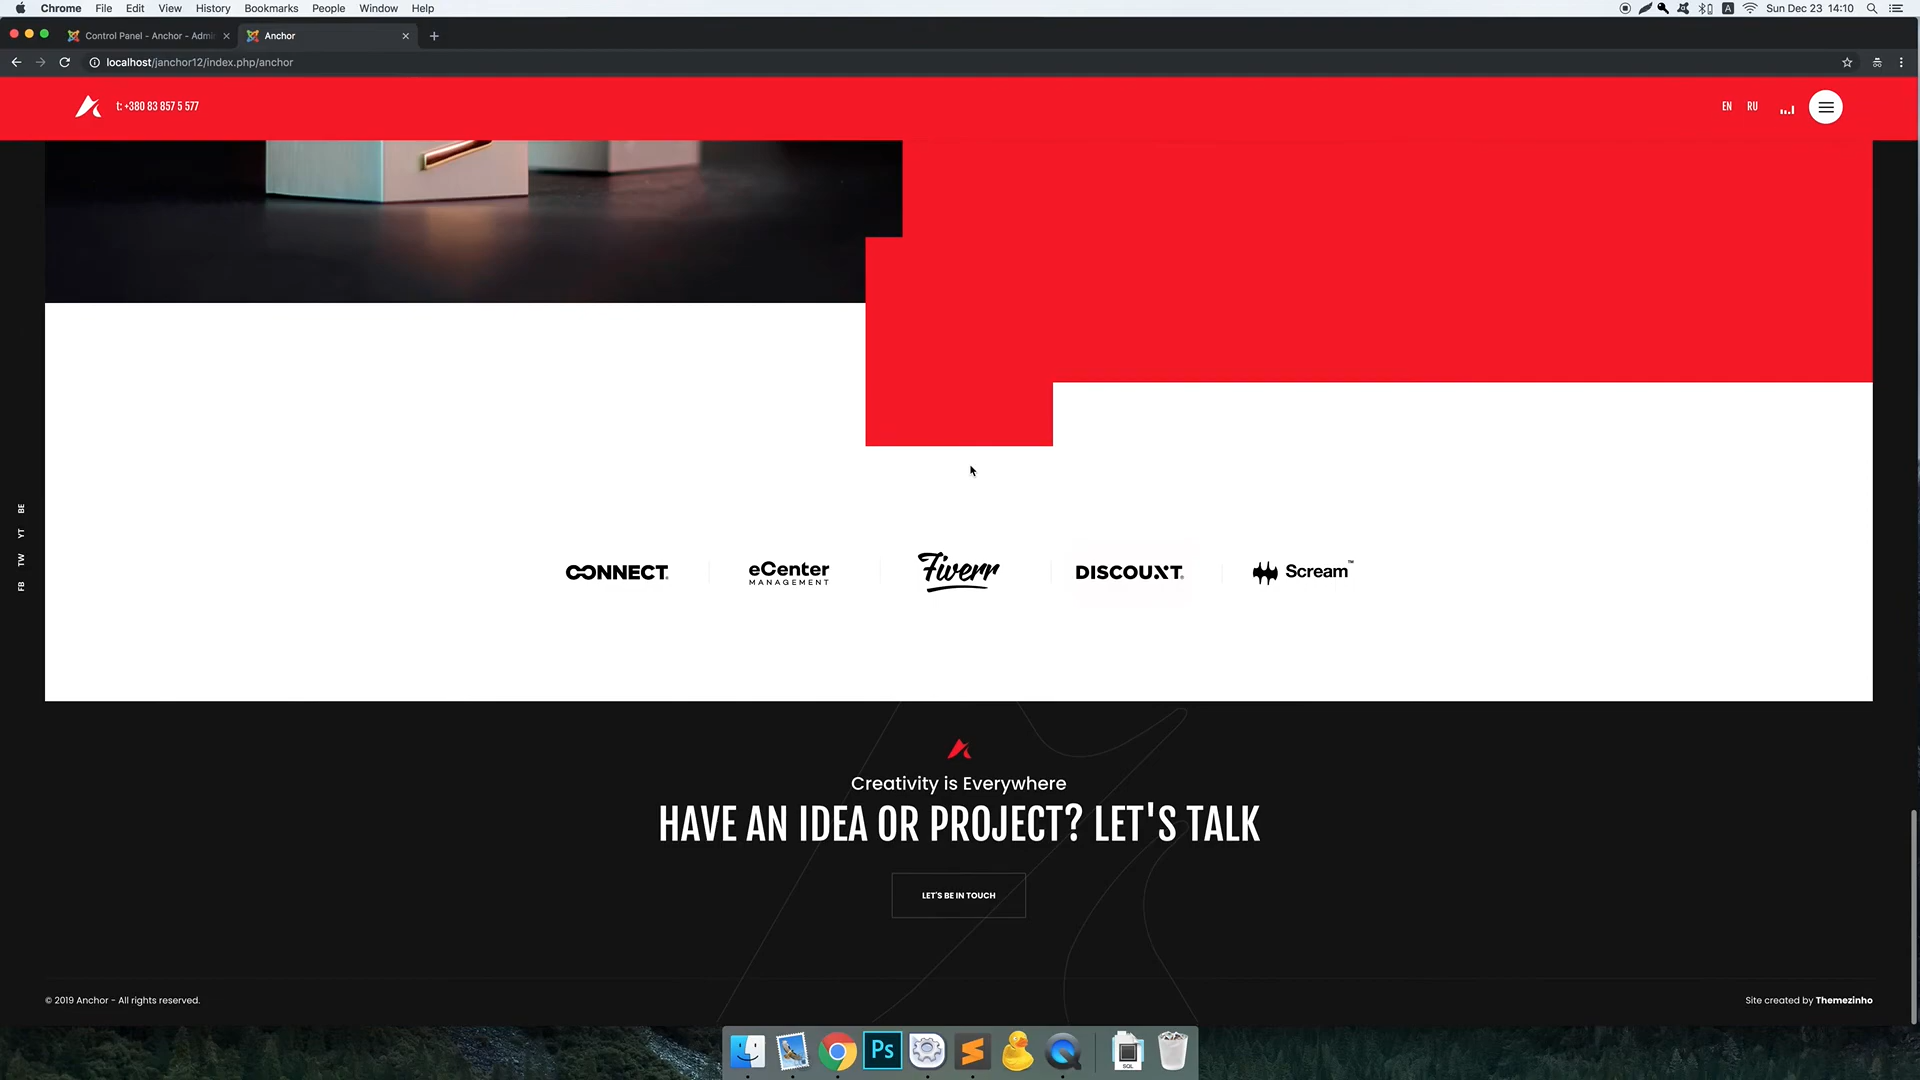 Chrome File Edit View History Bookmarks People Window Help
A Sun Dec 23 14:10
Control Panel - Anchor - Admi
Anchor
localhost/janchor12/index.php/anchor
t: +380 83 857 5 577
EN RU
BE
YT
TW
FB
CONNECT.
eCenter
MANAGEMENT
Fiverr
DISCOUNT.
Scream™
Creativity is Everywhere
HAVE AN IDEA OR PROJECT? LET'S TALK
LET'S BE IN TOUCH
© 2019 Anchor - All rights reserved.
Site created by Themezinho
Ps
SQL